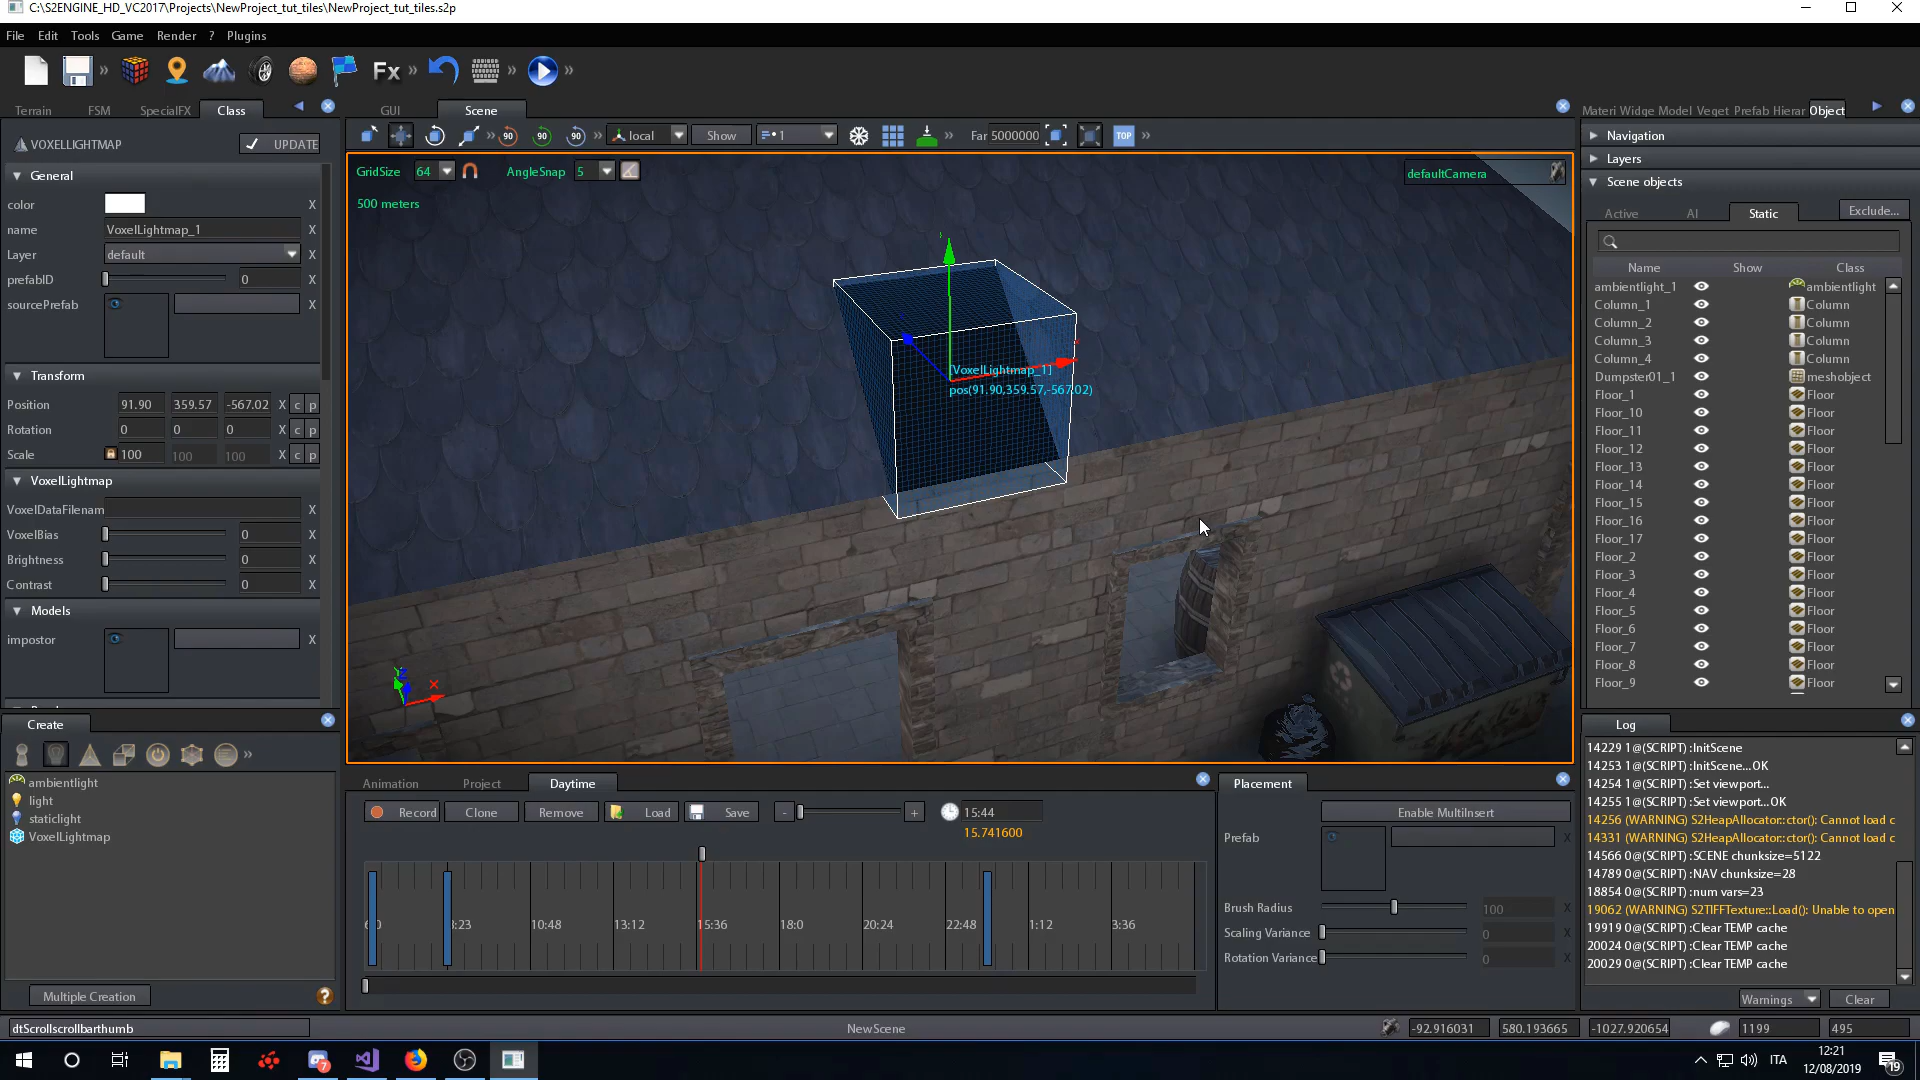 C:\S2ENGINE_HD_VC2017\Projects\NewProject_tut_tiles\NewProject_tut_tiles.s2p
File Edit Tools Game Render ? Plugins
Fx
Terrain FSM SpecialFX Class
GUI Scene
Materi Widge Model Veget Prefab Hierar Object
VOXELLIGHTMAP UPDATE
90 90 90 local Show 1 Far 5000000 TOP
General
color X
name VoxelLightmap_1 X
Layer default X
prefabID 0 X
sourcePrefab X
Transform
Position 91.90 359.57 -567.02 X c p
Rotation 0 0 0 X c p
Scale 100 100 100 X c p
VoxelLightmap
VoxelDataFilenam X
VoxelBias 0 X
Brightness 0 X
Contrast 0 X
Models
impostor X
GridSize 64 AngleSnap 5
500 meters
defaultCamera
[VoxelLightmap_1]
pos(91.90,359.57,-567.02)
Navigation
Layers
Scene objects
Active AI Static Exclude...
Name Show Class
ambientlight_1 ambientlight
Column_1 Column
Column_2 Column
Column_3 Column
Column_4 Column
Dumpster01_1 meshobject
Floor_1 Floor
Floor_10 Floor
Floor_11 Floor
Floor_12 Floor
Floor_13 Floor
Floor_14 Floor
Floor_15 Floor
Floor_16 Floor
Floor_17 Floor
Floor_2 Floor
Floor_3 Floor
Floor_4 Floor
Floor_5 Floor
Floor_6 Floor
Floor_7 Floor
Floor_8 Floor
Floor_9 Floor
Create
ambientlight
light
staticlight
VoxelLightmap
Multiple Creation ?
Animation Project Daytime
Record Clone Remove Load Save - + 15:44
15.741600
8:23 10:48 13:12 15:36 18:0 20:24 22:48 1:12 3:36
Placement
Enable MultiInsert
Prefab X
Brush Radius 100 X
Scaling Variance 0 X
Rotation Variance 0 X
Log
14229 1@(SCRIPT) :InitScene
14253 1@(SCRIPT) :InitScene...OK
14254 1@(SCRIPT) :Set viewport...
14255 1@(SCRIPT) :Set viewport...OK
14256 (WARNING) S2HeapAllocator::ctor(): Cannot load c
14331 (WARNING) S2HeapAllocator::ctor(): Cannot load c
14566 0@(SCRIPT) :SCENE chunksize=5122
14789 0@(SCRIPT) :NAV chunksize=28
18854 0@(SCRIPT) :num vars=23
19062 (WARNING) S2TIFFTexture::Load(): Unable to open
19919 0@(SCRIPT) :Clear TEMP cache
20024 0@(SCRIPT) :Clear TEMP cache
20029 0@(SCRIPT) :Clear TEMP cache
Warnings Clear
dtScrollscrollbarthumb NewScene -92.916031 580.193665 -1027.920654 1199 495
7 ITA 12:21
12/08/2019 19